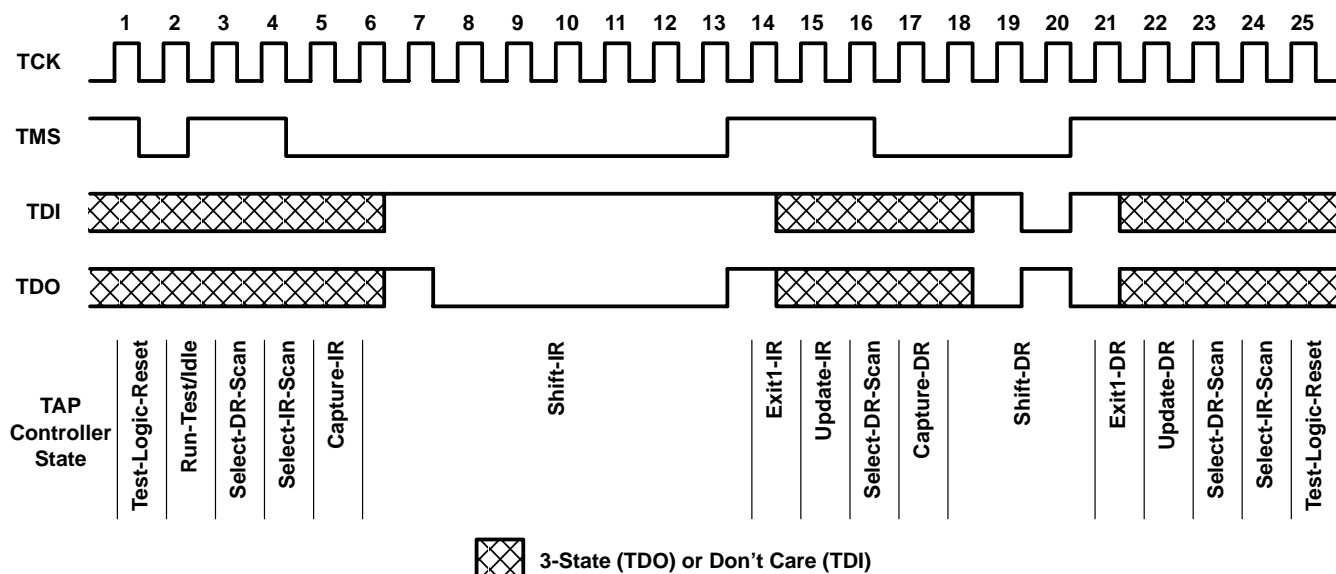 1 2 3 4 5 6 7 8 9 10 11 12 13 14 15 16 17 18 19 20 21 22 23 24 25
TCK
TMS
TDI
TDO
TAP
Controller
State
Test-Logic-Reset
Run-Test/Idle
Select-DR-Scan
Select-IR-Scan
Capture-IR
Shift-IR
Exit1-IR
Update-IR
Select-DR-Scan
Capture-DR
Shift-DR
Exit1-DR
Update-DR
Select-DR-Scan
Select-IR-Scan
Test-Logic-Reset
3-State (TDO) or Don’t Care (TDI)